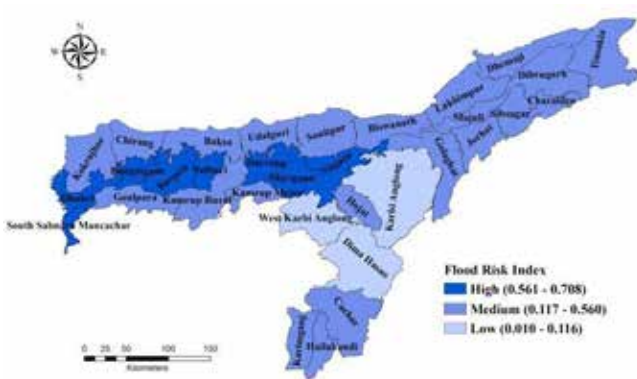 N
W E
S
Dhemaji
Tinsukia
Dibrugarh
Lakhimpur
Charaideo
Majuli
Sibsagar
Jorhat
Golaghat
Biswanath
Sonitpur
Udalguri
Baksa
Chirang
Kokrajhar
Goalpara
Kamrup Rural
Kamrup Metro
South Salmara Mancachar
Hojai
Karbi Anglong
West Karbi Anglong
Dima Hasao
Cachar
Karimganj
Hailakandi
Flood Risk Index
High (0.561 - 0.708)
Medium (0.117 - 0.560)
Low (0.010 - 0.116)
0 25 50 100 150
Kilometers